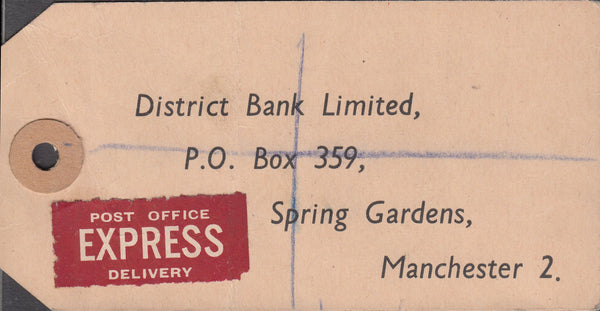 District Bank Limited,
P.O. Box 359,
Spring Gardens,
Manchester 2.
POST OFFICE
EXPRESS
DELIVERY